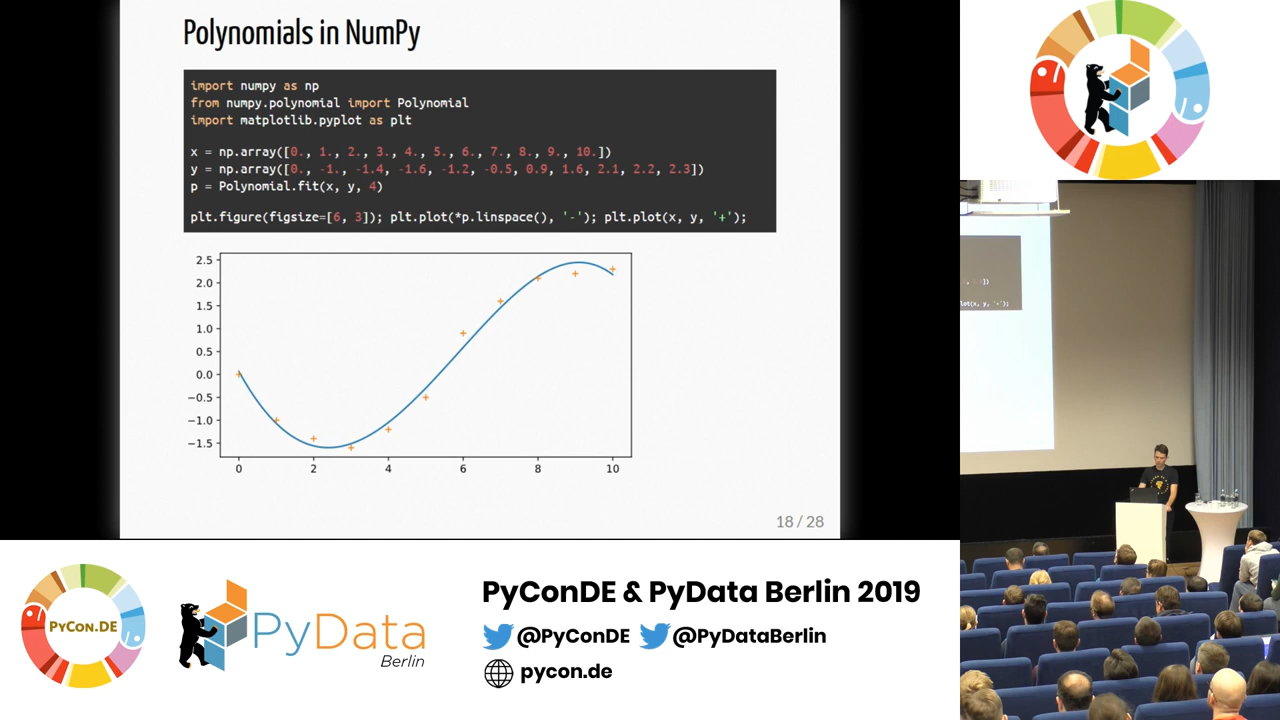 Polynomials in NumPy
import numpy as np
from numpy.polynomial import Polynomial
import matplotlib.pyplot as plt
x = np.array([0., 1., 2., 3., 4., 5., 6., 7., 8., 9., 10.])
y = np.array([0., -1., -1.4, -1.6, -1.2, -0.5, 0.9, 1.6, 2.1, 2.2, 2.3])
p = Polynomial.fit(x, y, 4)
plt.figure(figsize=[6, 3]); plt.plot(*p.linspace(), '-'); plt.plot(x, y, '+');
2.5
2.0
1.5
1.0
0.5
0.0
−0.5
−1.0
−1.5
0 2 4 6 8 10
18 / 28
PyCon.DE
PyData
Berlin
PyConDE & PyData Berlin 2019
@PyConDE @PyDataBerlin
pycon.de